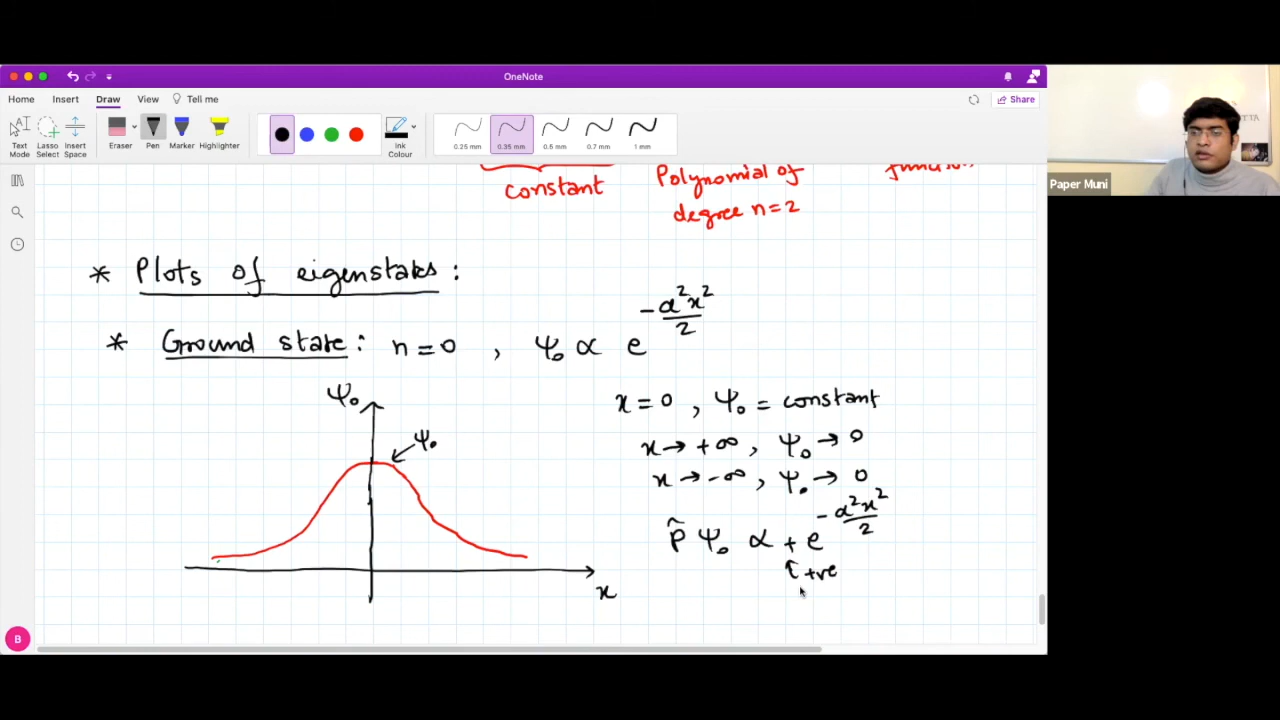 OneNote
Home Insert Draw View Tell me Share
Text Mode Lasso Select Insert Space Eraser Pen Marker Highlighter Ink Colour 0.25 mm 0.35 mm 0.5 mm 0.7 mm 1 mm
Paper Muni
constant
Polynomial of
degree n=2
* Plots of eigenstates :
* Ground state : n = 0 , ψ₀ ∝ e^(-a²x²/2)
ψ₀
ψ₀
x
x = 0 , ψ₀ = constant
x → +∞ , ψ₀ → 0
x → -∞ , ψ₀ → 0
p̃ ψ₀ ∝ + e^(-a²x²/2)
+ve
B